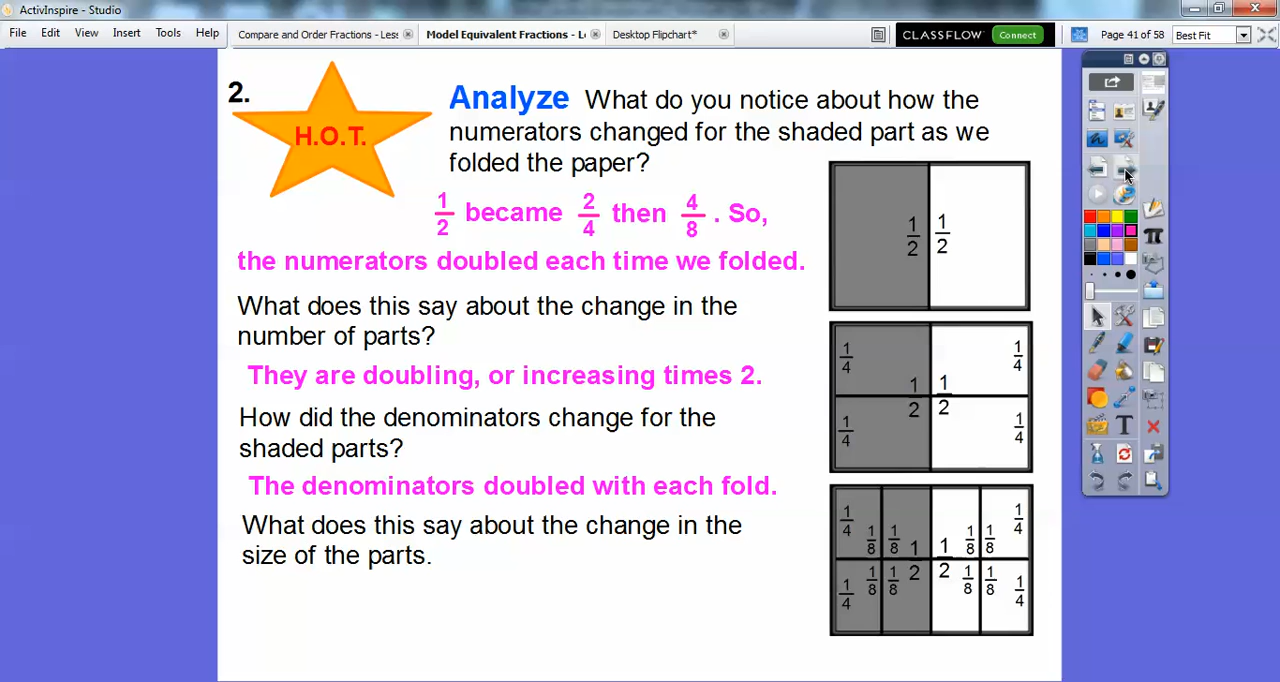 ActivInspire - Studio
File Edit View Insert Tools Help
Compare and Order Fractions - Less
Model Equivalent Fractions - Le
Desktop Flipchart*
CLASSFLOW Connect
Page 41 of 58
Best Fit
2.
H.O.T.
Analyze What do you notice about how the
numerators changed for the shaded part as we
folded the paper?
1/2 became 2/4 then 4/8 . So,
the numerators doubled each time we folded.
What does this say about the change in the
number of parts?
They are doubling, or increasing times 2.
How did the denominators change for the
shaded parts?
The denominators doubled with each fold.
What does this say about the change in the
size of the parts.
1/2 1/2
1/4 1/4
1/2 1/2
1/4 1/4
1/4 1/4
1/8 1/8 1/2 1/2 1/8 1/8
1/8 1/8 1/8 1/8
1/4 1/4